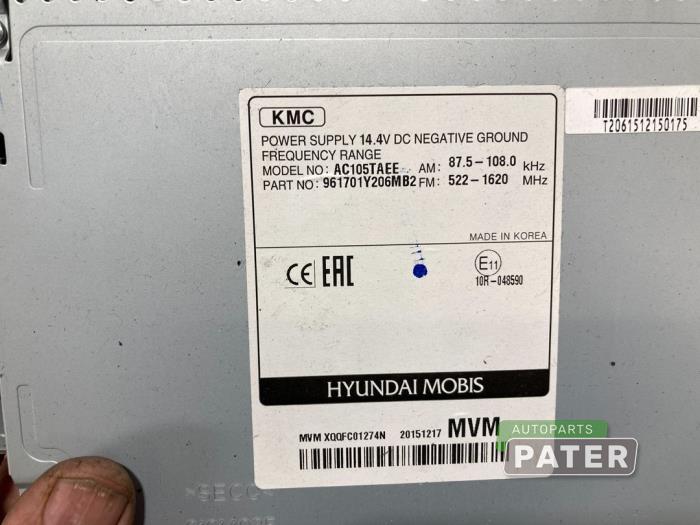 KMC
POWER SUPPLY 14.4V DC NEGATIVE GROUND
FREQUENCY RANGE
MODEL NO: AC105TAEE AM: 87.5-108.0 kHz
PART NO: 961701Y206MB2 FM: 522-1620 MHz
MADE IN KOREA
CE EAC E11
10R-048590
HYUNDAI MOBIS
MVM XQQFC01274N 20151217 MVM
T2061512150175
AUTOPARTS
PATER
>SECC<